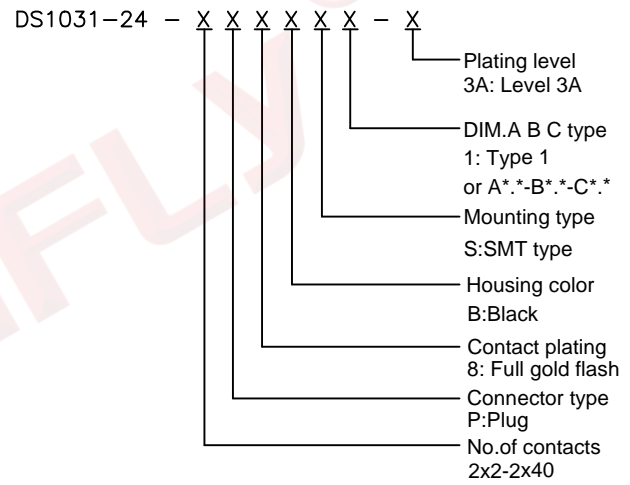 DS1031-24 - X X X X X X - X
Plating level
3A: Level 3A
DIM.A B C type
1: Type 1
or A*.*-B*.*-C*.*
Mounting type
S:SMT type
Housing color
B:Black
Contact plating
8: Full gold flash
Connector type
P:Plug
No.of contacts
2x2-2x40